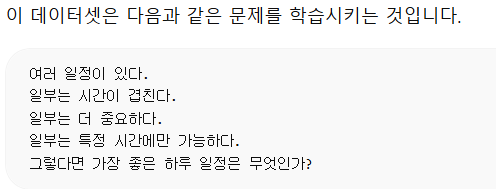 이 데이터셋은 다음과 같은 문제를 학습시키는 것입니다.
여러 일정이 있다.
일부는 시간이 겹친다.
일부는 더 중요하다.
일부는 특정 시간에만 가능하다.
그렇다면 가장 좋은 하루 일정은 무엇인가?